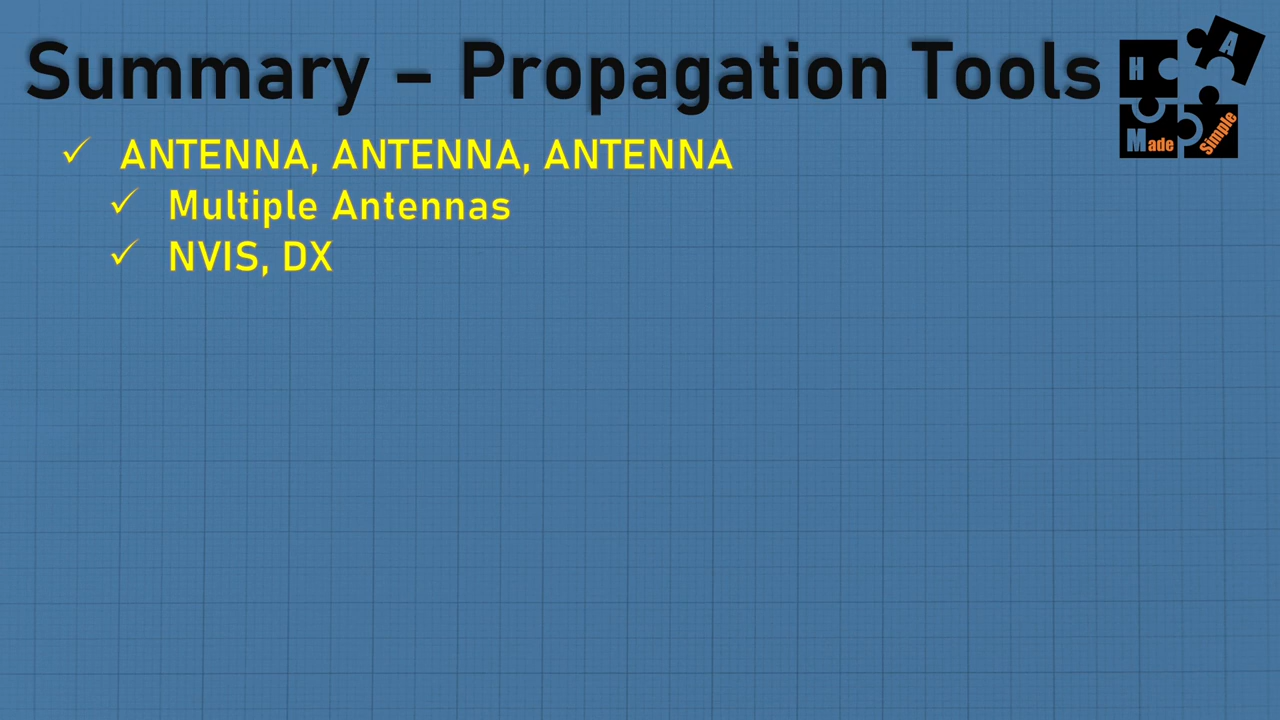 Summary – Propagation Tools
H A
Made Simple
✓ ANTENNA, ANTENNA, ANTENNA
✓ Multiple Antennas
✓ NVIS, DX